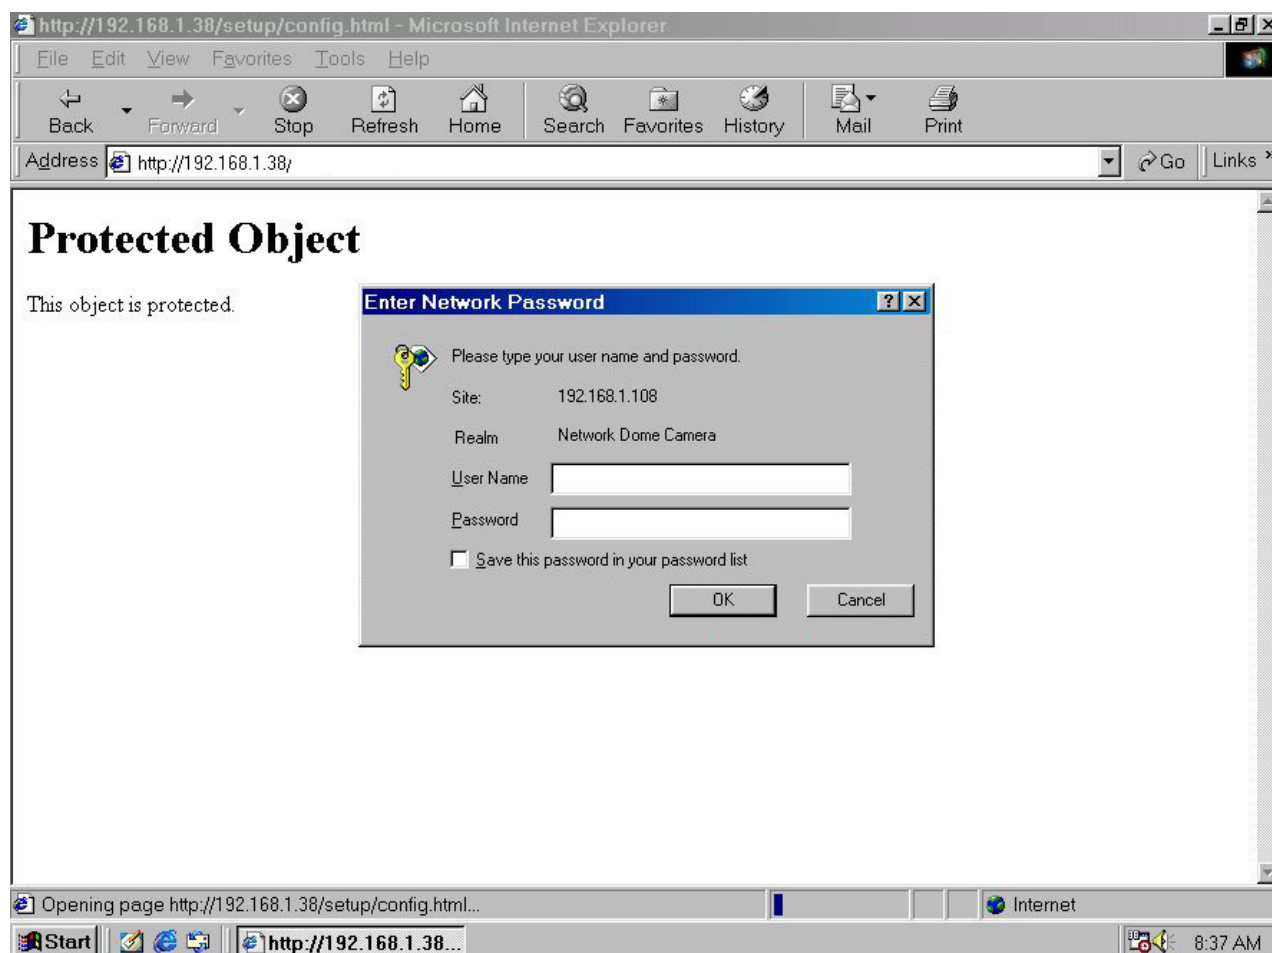 http://192.168.1.38/setup/config.html - Microsoft Internet Explorer
File Edit View Favorites Tools Help
Back Forward Stop Refresh Home Search Favorites History Mail Print
Address http://192.168.1.38/ Go Links »
Protected Object
This object is protected.
Enter Network Password
Please type your user name and password.
Site: 192.168.1.108
Realm Network Dome Camera
User Name
Password
Save this password in your password list
OK Cancel
Opening page http://192.168.1.38/setup/config.html... Internet
Start http://192.168.1.38... 8:37 AM